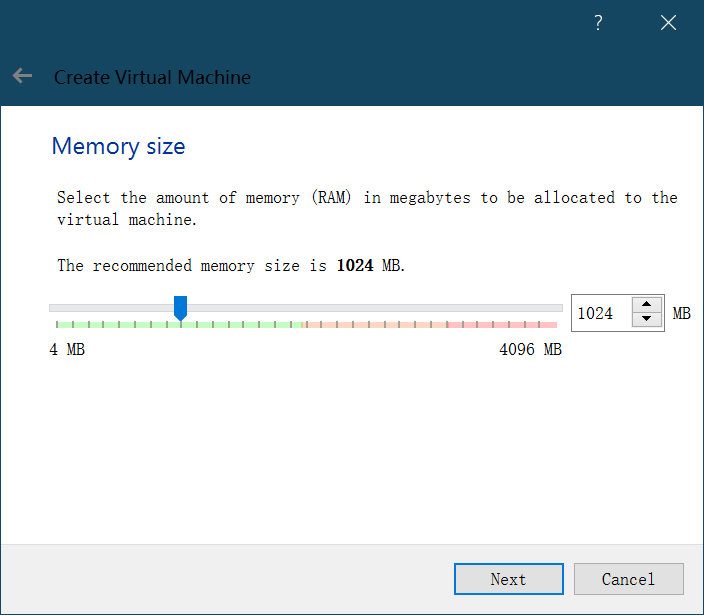 ?
Create Virtual Machine
Memory size
Select the amount of memory (RAM) in megabytes to be allocated to the
virtual machine.
The recommended memory size is 1024 MB.
1024 MB
4 MB 4096 MB
Next Cancel